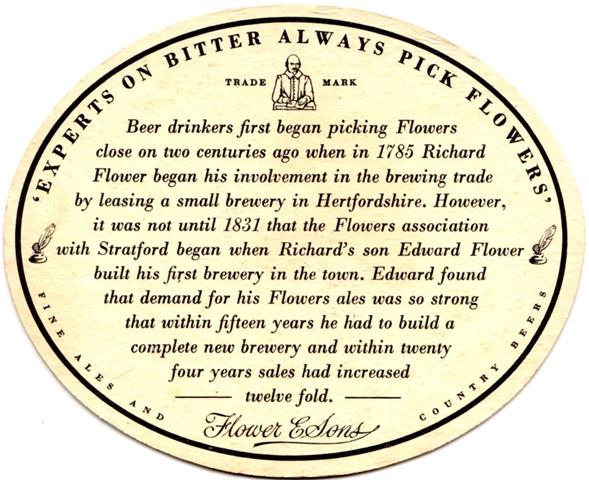 'EXPERTS ON BITTER ALWAYS PICK FLOWERS'
TRADE MARK
Beer drinkers first began picking Flowers
close on two centuries ago when in 1785 Richard
Flower began his involvement in the brewing trade
by leasing a small brewery in Hertfordshire. However,
it was not until 1831 that the Flowers association
with Stratford began when Richard's son Edward Flower
built his first brewery in the town. Edward found
that demand for his Flowers ales was so strong
that within fifteen years he had to build a
complete new brewery and within twenty
four years sales had increased
twelve fold.
Flower & Sons
FINE ALES AND
COUNTRY BEERS